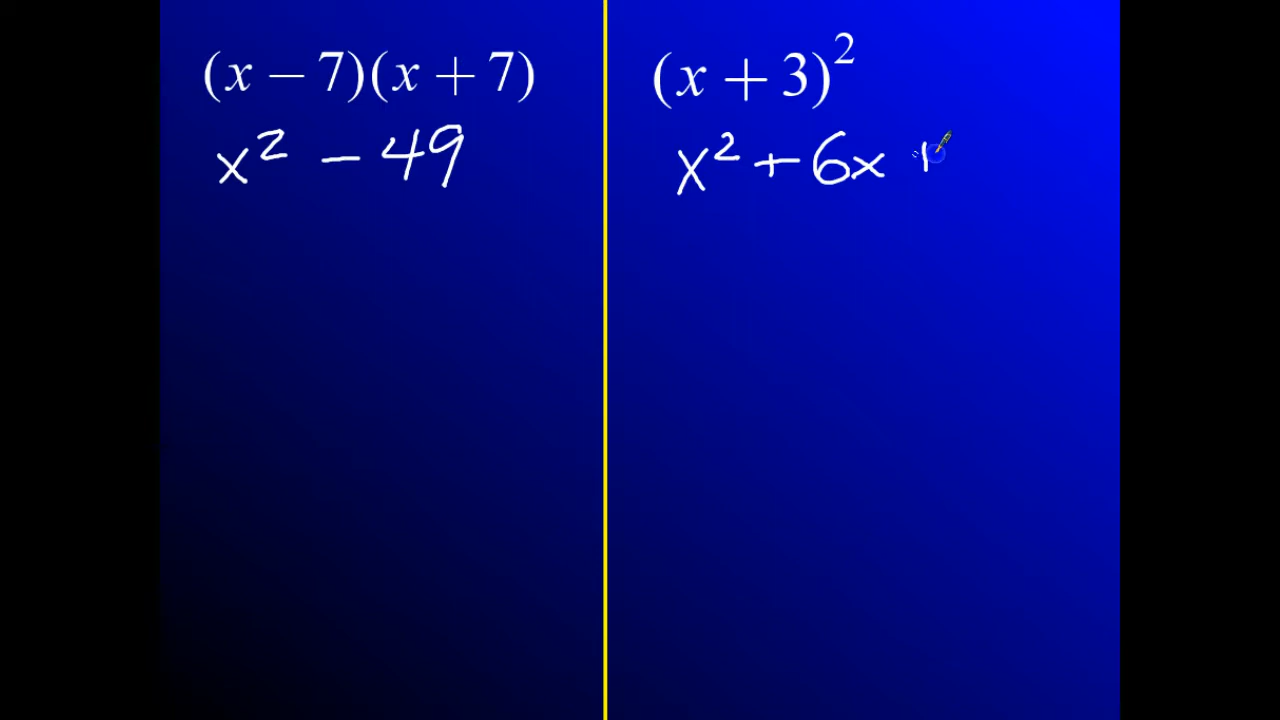 (x − 7)(x + 7)
x² − 49
(x + 3)²
x² + 6x